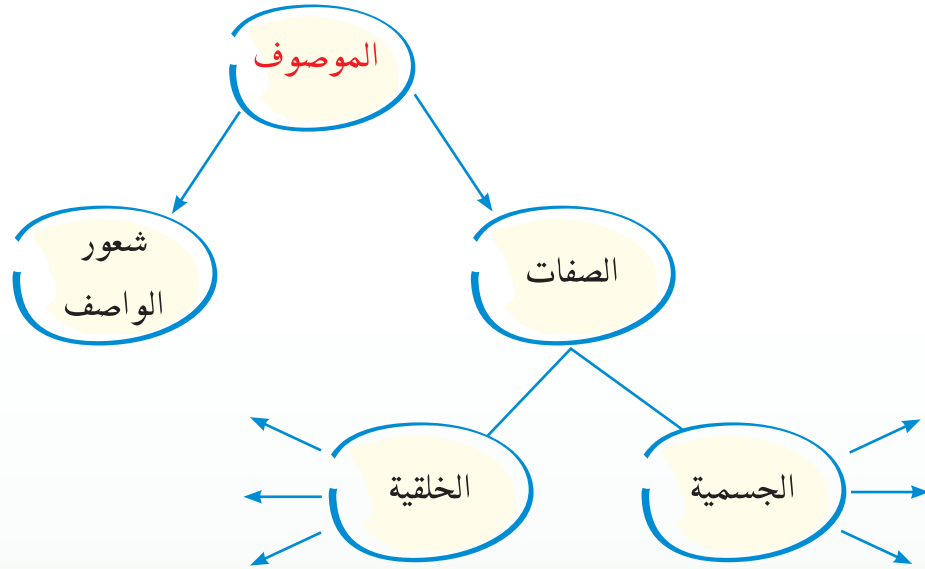 الموصوف
الصفات
شعور
الواصف
الجسمية
الخلقية